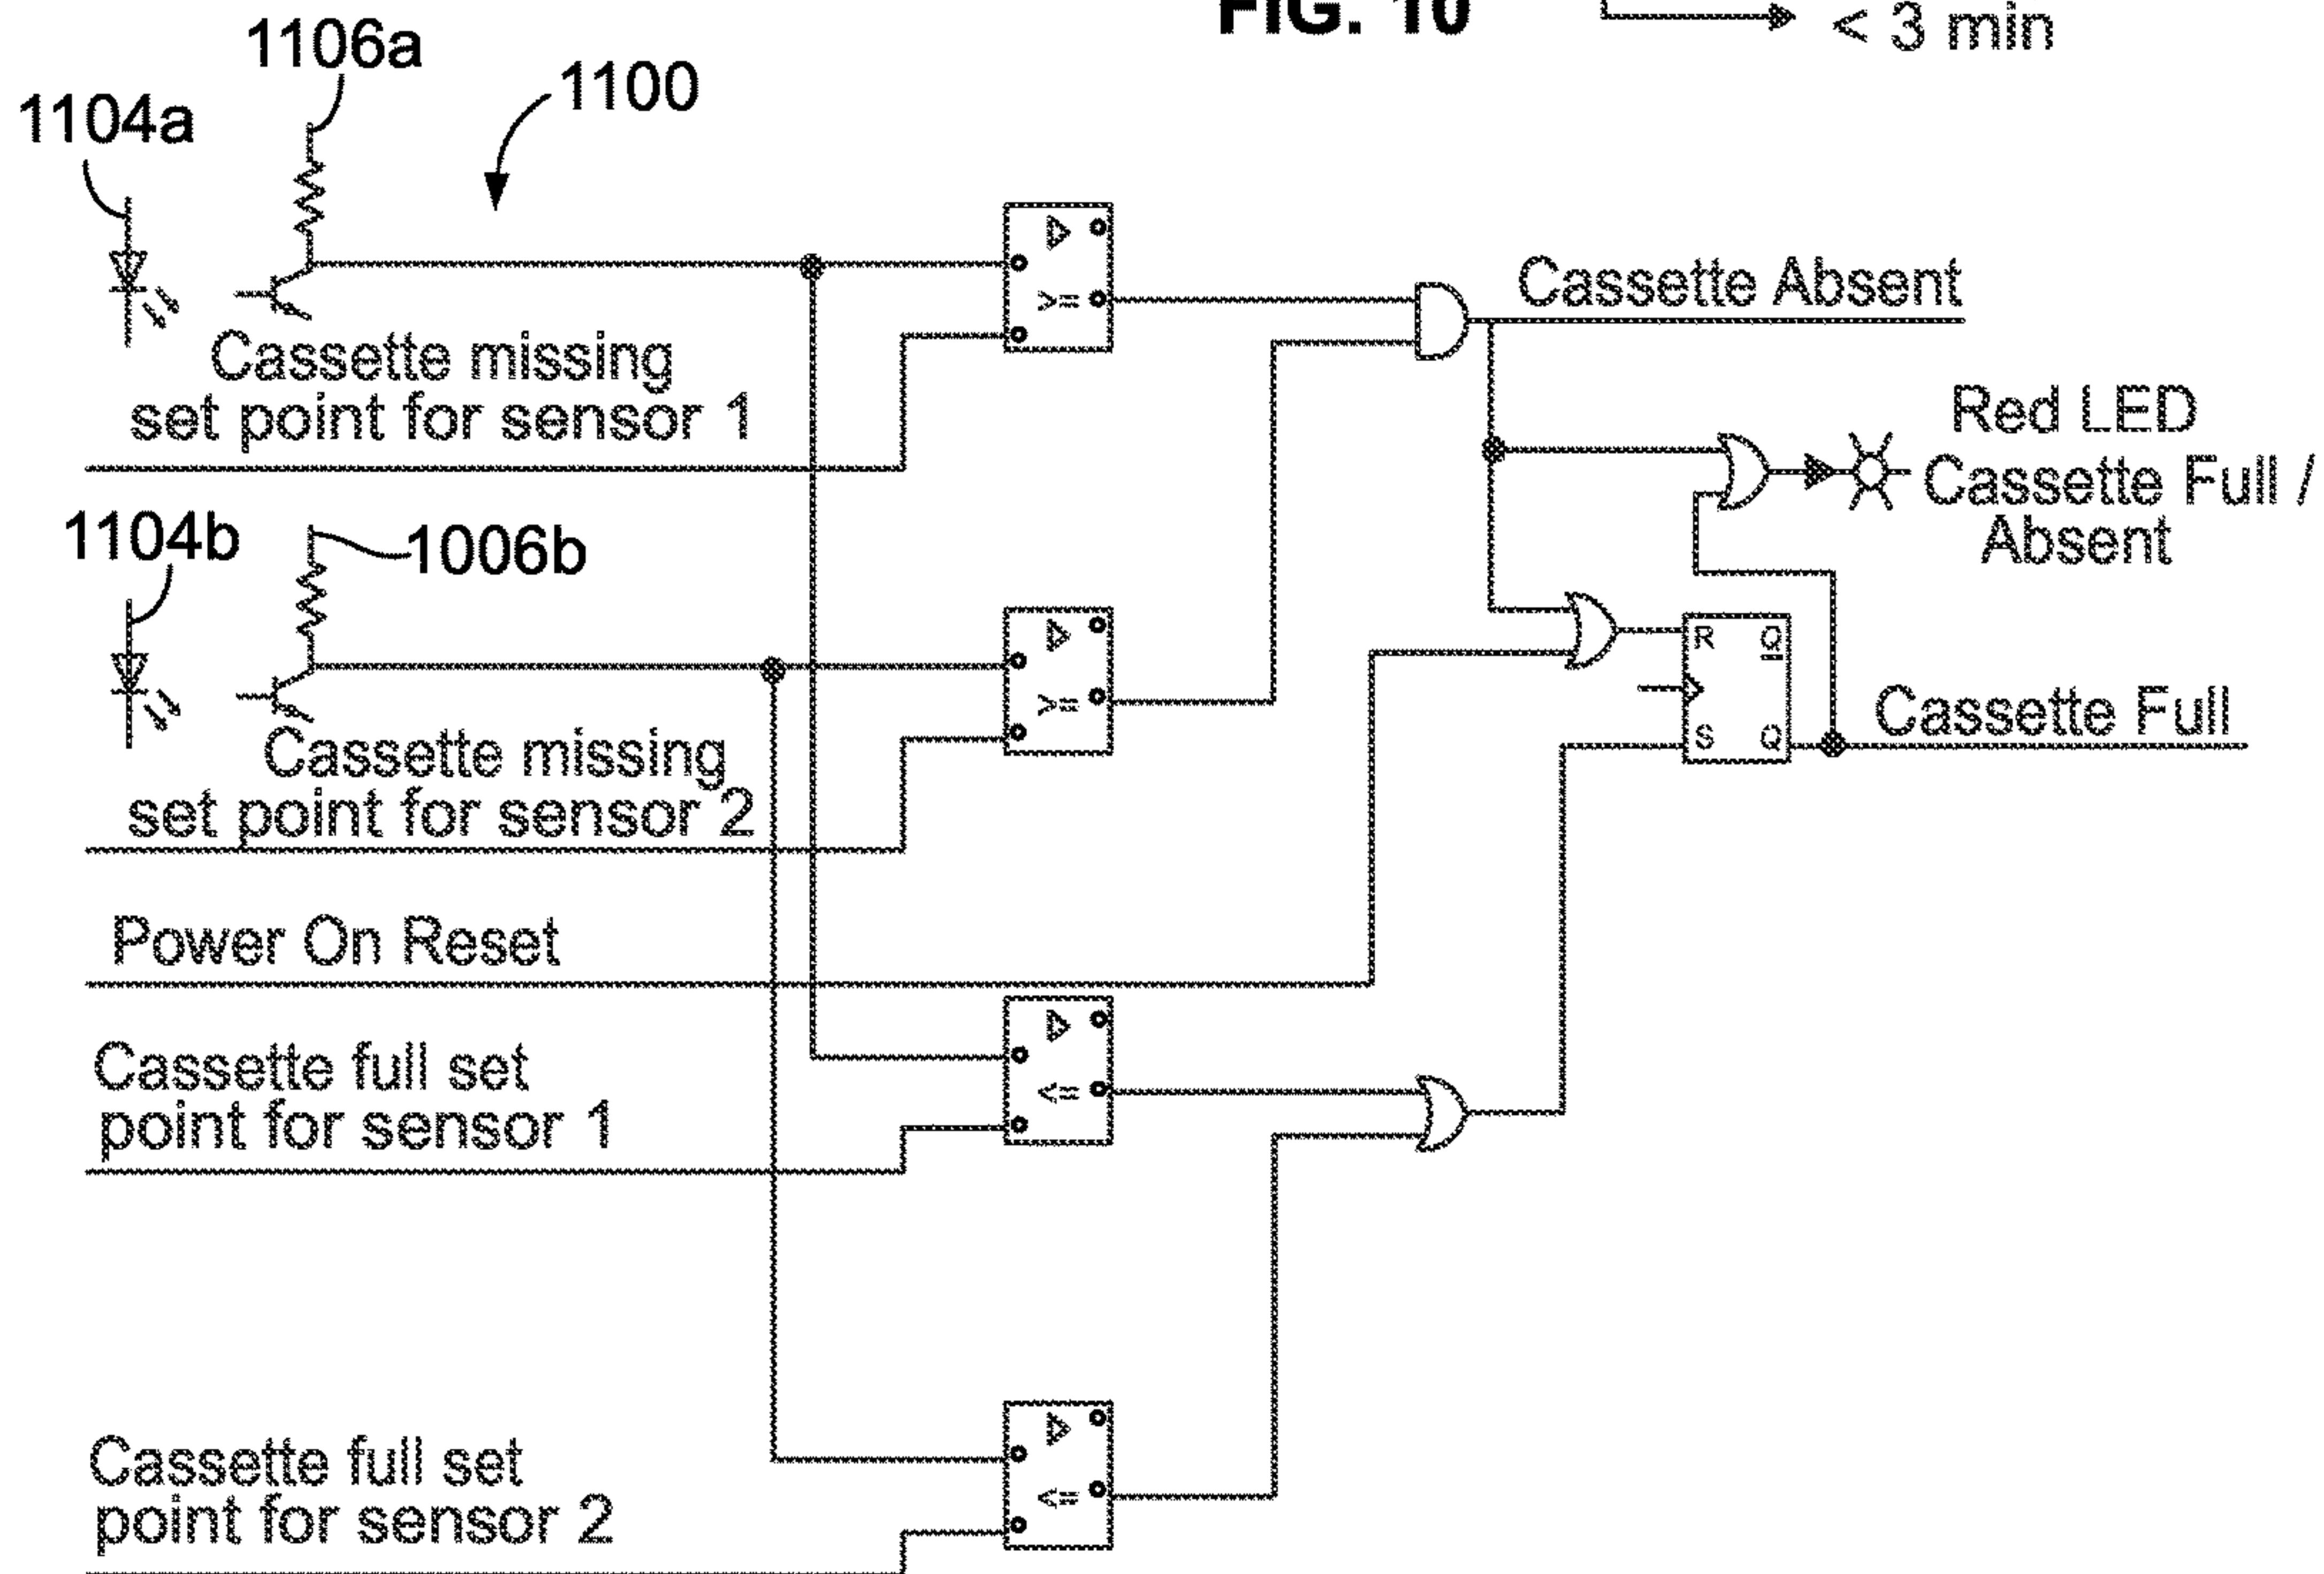 FIG. 10
< 3 min
1106a
1100
1104a
Cassette missing
set point for sensor 1
>=
Cassette Absent
Red LED
Cassette Full /
Absent
1104b
1006b
Cassette missing
set point for sensor 2
>=
R Q
S Q
Cassette Full
Power On Reset
Cassette full set
point for sensor 1
<=
Cassette full set
point for sensor 2
<=